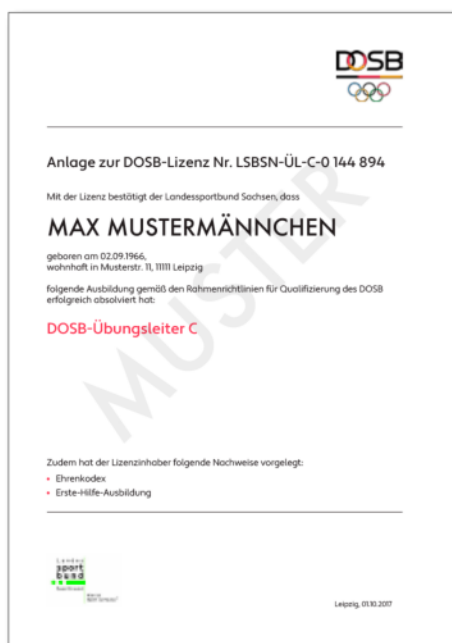 DOSB
Anlage zur DOSB-Lizenz Nr. LSBSN-ÜL-C-0 144 894
Mit der Lizenz bestätigt der Landessportbund Sachsen, dass
MAX MUSTERMÄNNCHEN
geboren am 02.09.1966,
wohnhaft in Musterstr. 11, 11111 Leipzig
folgende Ausbildung gemäß den Rahmenrichtlinien für Qualifizierung des DOSB
erfolgreich absolviert hat:
DOSB-Übungsleiter C
MUSTER
Zudem hat der Lizenzinhaber folgende Nachweise vorgelegt:
• Ehrenkodex
• Erste-Hilfe-Ausbildung
Landes
sport
bund
Leipzig, 01.10.2017